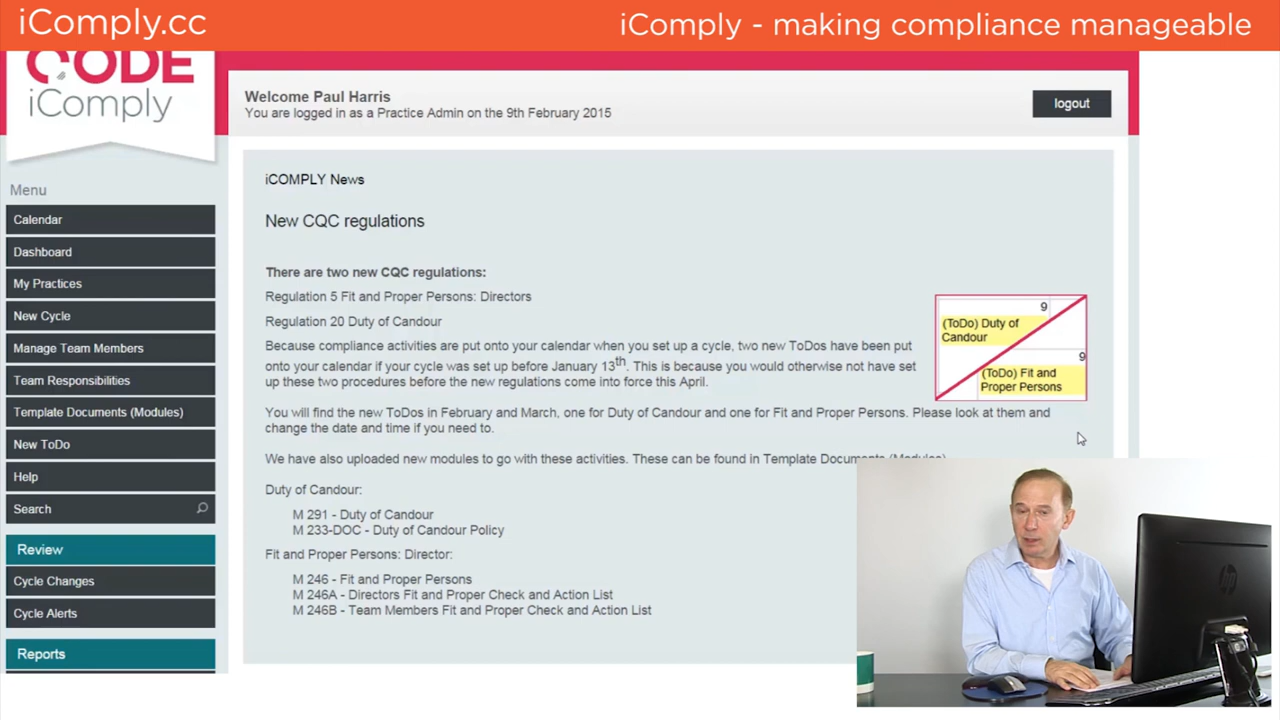 iComply.cc
iComply - making compliance manageable
CODE
iComply
Welcome Paul Harris
You are logged in as a Practice Admin on the 9th February 2015
logout
Menu
Calendar
Dashboard
My Practices
New Cycle
Manage Team Members
Team Responsibilities
Template Documents (Modules)
New ToDo
Help
Search
Review
Cycle Changes
Cycle Alerts
Reports
iCOMPLY News
New CQC regulations
There are two new CQC regulations:
Regulation 5 Fit and Proper Persons: Directors
Regulation 20 Duty of Candour
Because compliance activities are put onto your calendar when you set up a cycle, two new ToDos have been put
onto your calendar if your cycle was set up before January 13th. This is because you would otherwise not have set
up these two procedures before the new regulations come into force this April.
9
(ToDo) Duty of
Candour
9
(ToDo) Fit and
Proper Persons
You will find the new ToDos in February and March, one for Duty of Candour and one for Fit and Proper Persons. Please look at them and
change the date and time if you need to.
We have also uploaded new modules to go with these activities. These can be found in Template Documents (Modules)
Duty of Candour:
M 291 - Duty of Candour
M 233-DOC - Duty of Candour Policy
Fit and Proper Persons: Director:
M 246 - Fit and Proper Persons
M 246A - Directors Fit and Proper Check and Action List
M 246B - Team Members Fit and Proper Check and Action List
hp